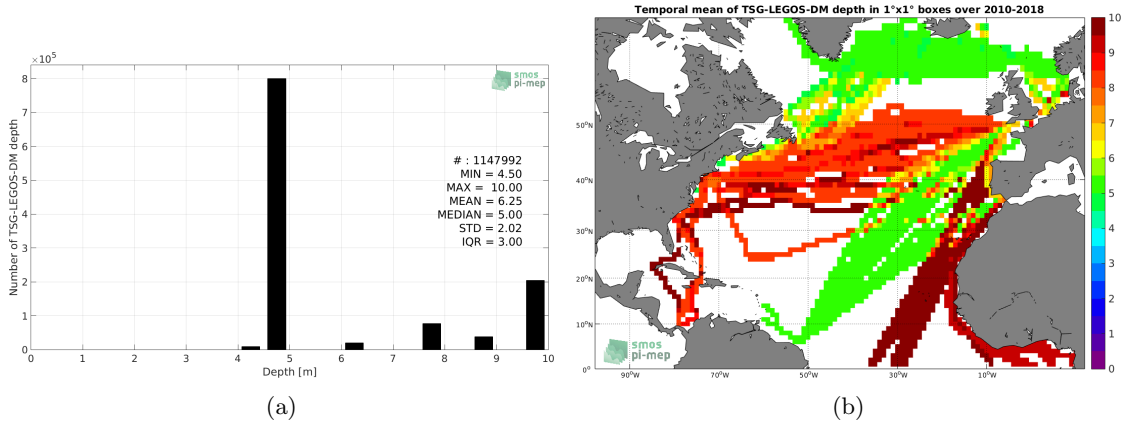 ×10⁵
8
7
6
5
4
3
2
1
0
Number of TSG-LEGOS-DM depth
smos
pi-mep
# : 1147992
MIN = 4.50
MAX = 10.00
MEAN = 6.25
MEDIAN = 5.00
STD = 2.02
IQR = 3.00
0 1 2 3 4 5 6 7 8 9 10
Depth [m]
(a)
Temporal mean of TSG-LEGOS-DM depth in 1°x1° boxes over 2010-2018
50°N
40°N
30°N
20°N
10°N
0°
90°W 70°W 50°W 30°W 10°W
smos
pi-mep
10
9
8
7
6
5
4
3
2
1
0
(b)